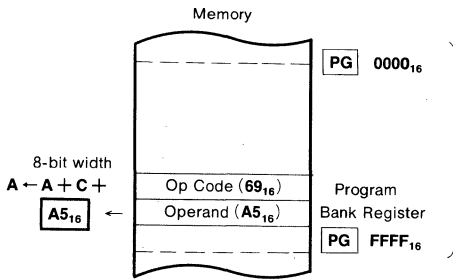 Memory
PG 0000₁₆
8-bit width
A ← A + C +
A5₁₆ ←
Op Code (69₁₆)
Operand (A5₁₆)
Program
Bank Register
PG FFFF₁₆